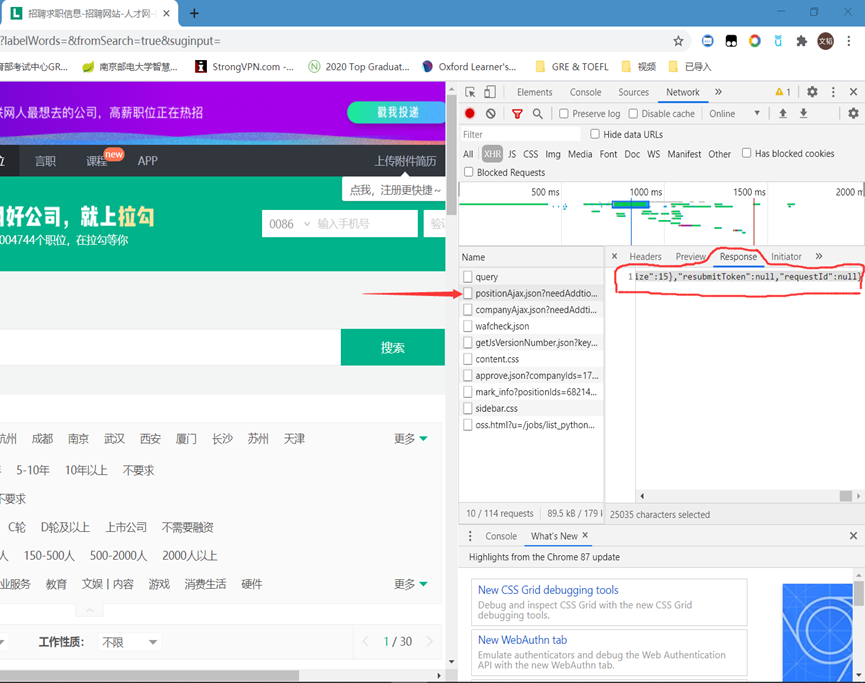 招聘求职信息-招聘网站-人才网-
?labelWords=&fromSearch=true&suginput=
文韬
育部考试中心GR...
南京邮电大学智慧...
StrongVPN.com -...
2020 Top Graduat...
Oxford Learner's...
GRE & TOEFL
视频
已导入
联网人最想去的公司，高薪职位正在热招
戳我投递
位
言职
课程
new
APP
上传附件简历
点我，注册更快捷~
用好公司，就上拉勾
004744个职位，在拉勾等你
0086
输入手机号
验证
搜索
杭州 成都 南京 武汉 西安 厦门 长沙 苏州 天津
更多
5-10年 10年以上 不要求
不要求
C轮 D轮及以上 上市公司 不需要融资
人 150-500人 500-2000人 2000人以上
业服务 教育 文娱丨内容 游戏 消费生活 硬件
更多
工作性质: 不限
1 / 30
Elements Console Sources Network
1
Preserve log Disable cache Online
Filter
Hide data URLs
All XHR JS CSS Img Media Font Doc WS Manifest Other Has blocked cookies
Blocked Requests
500 ms 1000 ms 1500 ms 2000 m
Name
query
positionAjax.json?needAddtio...
companyAjax.json?needAddti...
wafcheck.json
getJsVersionNumber.json?key...
content.css
approve.json?companyIds=17...
mark_info?positionIds=68214...
sidebar.css
oss.html?u=/jobs/list_python...
Headers Preview Response Initiator
1 ize":15},"resubmitToken":null,"requestId":null}
10 / 114 requests 89.5 kB / 179 k
25035 characters selected
Console What's New
Highlights from the Chrome 87 update
New CSS Grid debugging tools
Debug and inspect CSS Grid with the new CSS Grid
debugging tools.
New WebAuthn tab
Emulate authenticators and debug the Web Authentication
API with the new WebAuthn tab.